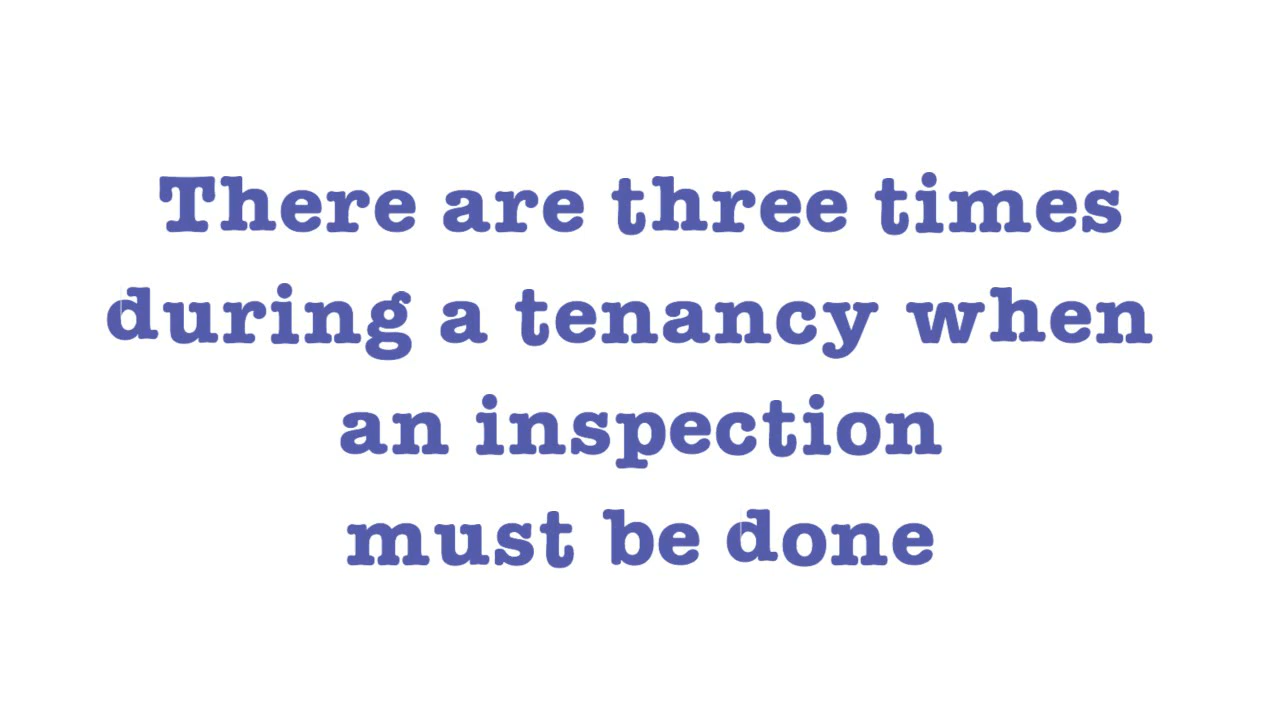 There are three times
during a tenancy when
an inspection
must be done